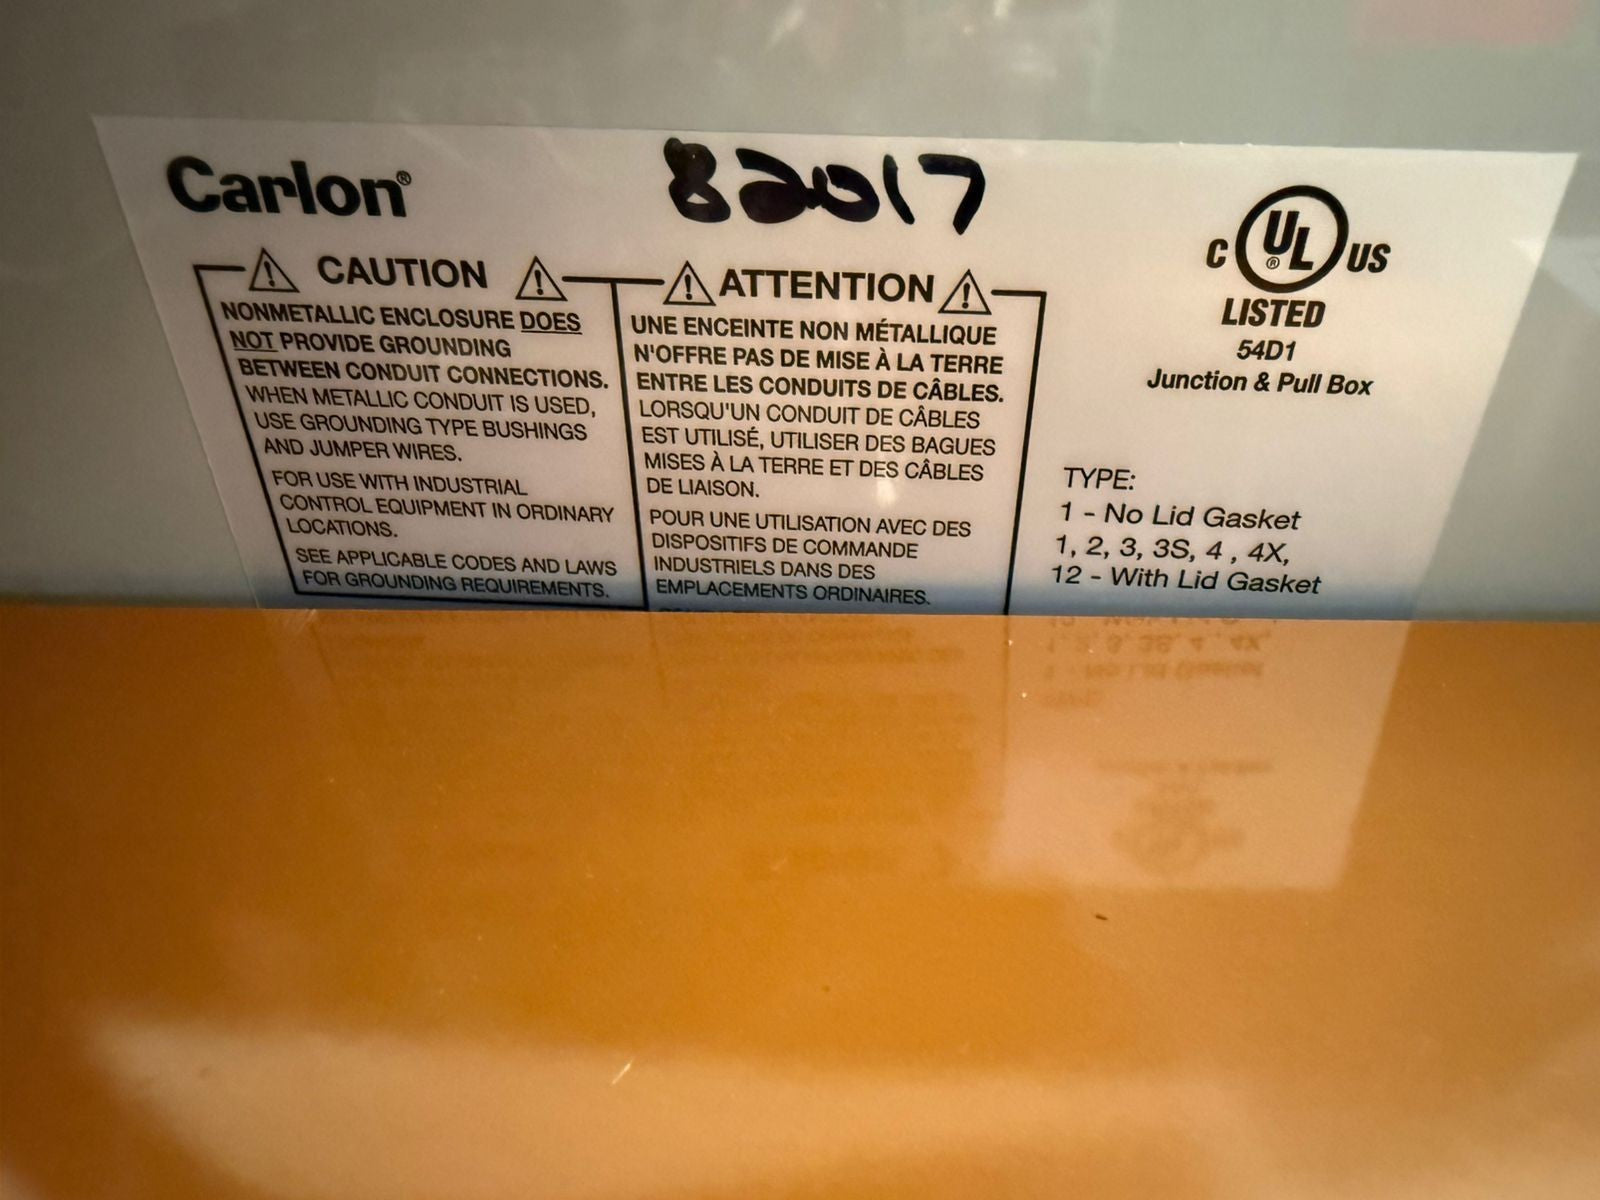 Carlon®
82017
⚠ CAUTION ⚠
NONMETALLIC ENCLOSURE DOES
NOT PROVIDE GROUNDING
BETWEEN CONDUIT CONNECTIONS.
WHEN METALLIC CONDUIT IS USED,
USE GROUNDING TYPE BUSHINGS
AND JUMPER WIRES.
FOR USE WITH INDUSTRIAL
CONTROL EQUIPMENT IN ORDINARY
LOCATIONS.
SEE APPLICABLE CODES AND LAWS
FOR GROUNDING REQUIREMENTS.
⚠ ATTENTION ⚠
UNE ENCEINTE NON MÉTALLIQUE
N'OFFRE PAS DE MISE À LA TERRE
ENTRE LES CONDUITS DE CÂBLES.
LORSQU'UN CONDUIT DE CÂBLES
EST UTILISÉ, UTILISER DES BAGUES
MISES À LA TERRE ET DES CÂBLES
DE LIAISON.
POUR UNE UTILISATION AVEC DES
DISPOSITIFS DE COMMANDE
INDUSTRIELS DANS DES
EMPLACEMENTS ORDINAIRES.
C UL® US
LISTED
54D1
Junction & Pull Box
TYPE:
1 - No Lid Gasket
1, 2, 3, 3S, 4 , 4X,
12 - With Lid Gasket